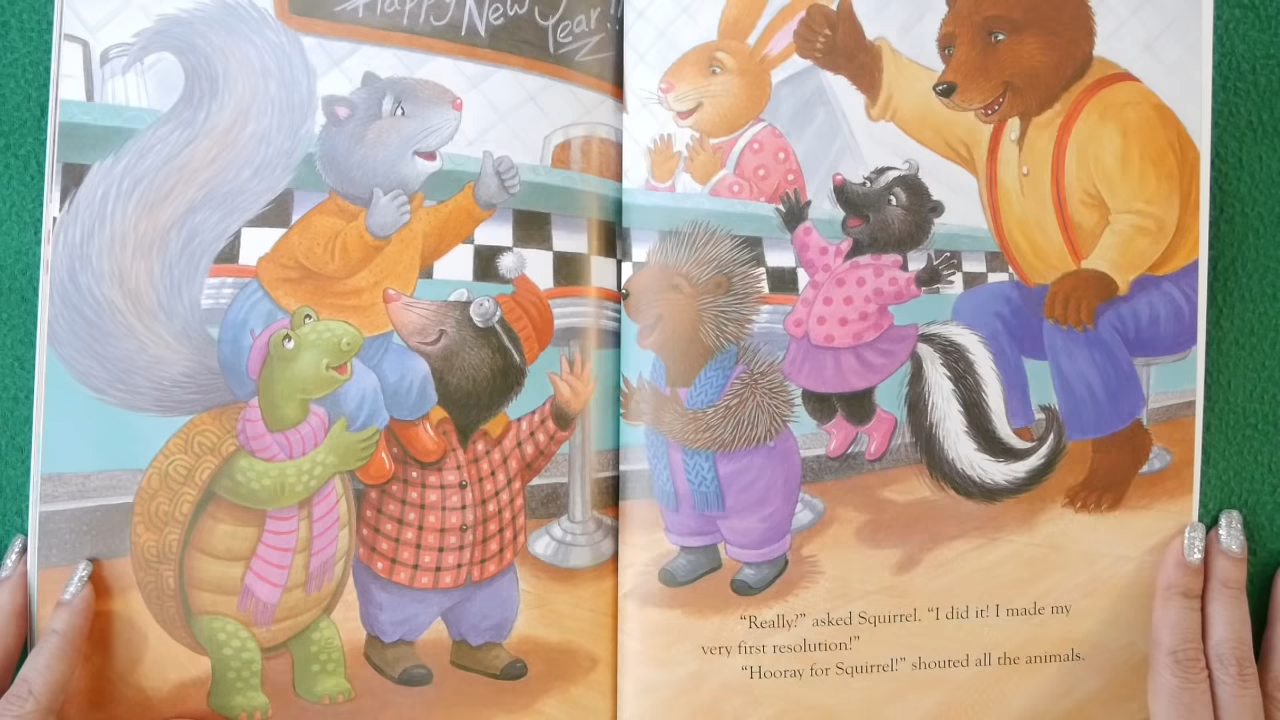 Happy New
Year!!
"Really?" asked Squirrel. "I did it! I made my
very first resolution!"
"Hooray for Squirrel!" shouted all the animals.